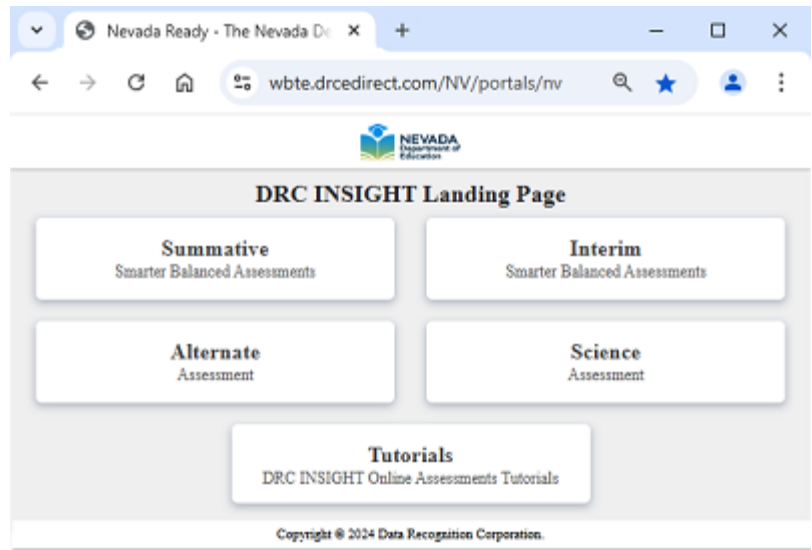 Nevada Ready - The Nevada De
wbte.drcedirect.com/NV/portals/nv
NEVADA
Department of
Education
DRC INSIGHT Landing Page
Summative
Smarter Balanced Assessments
Interim
Smarter Balanced Assessments
Alternate
Assessment
Science
Assessment
Tutorials
DRC INSIGHT Online Assessments Tutorials
Copyright © 2024 Data Recognition Corporation.